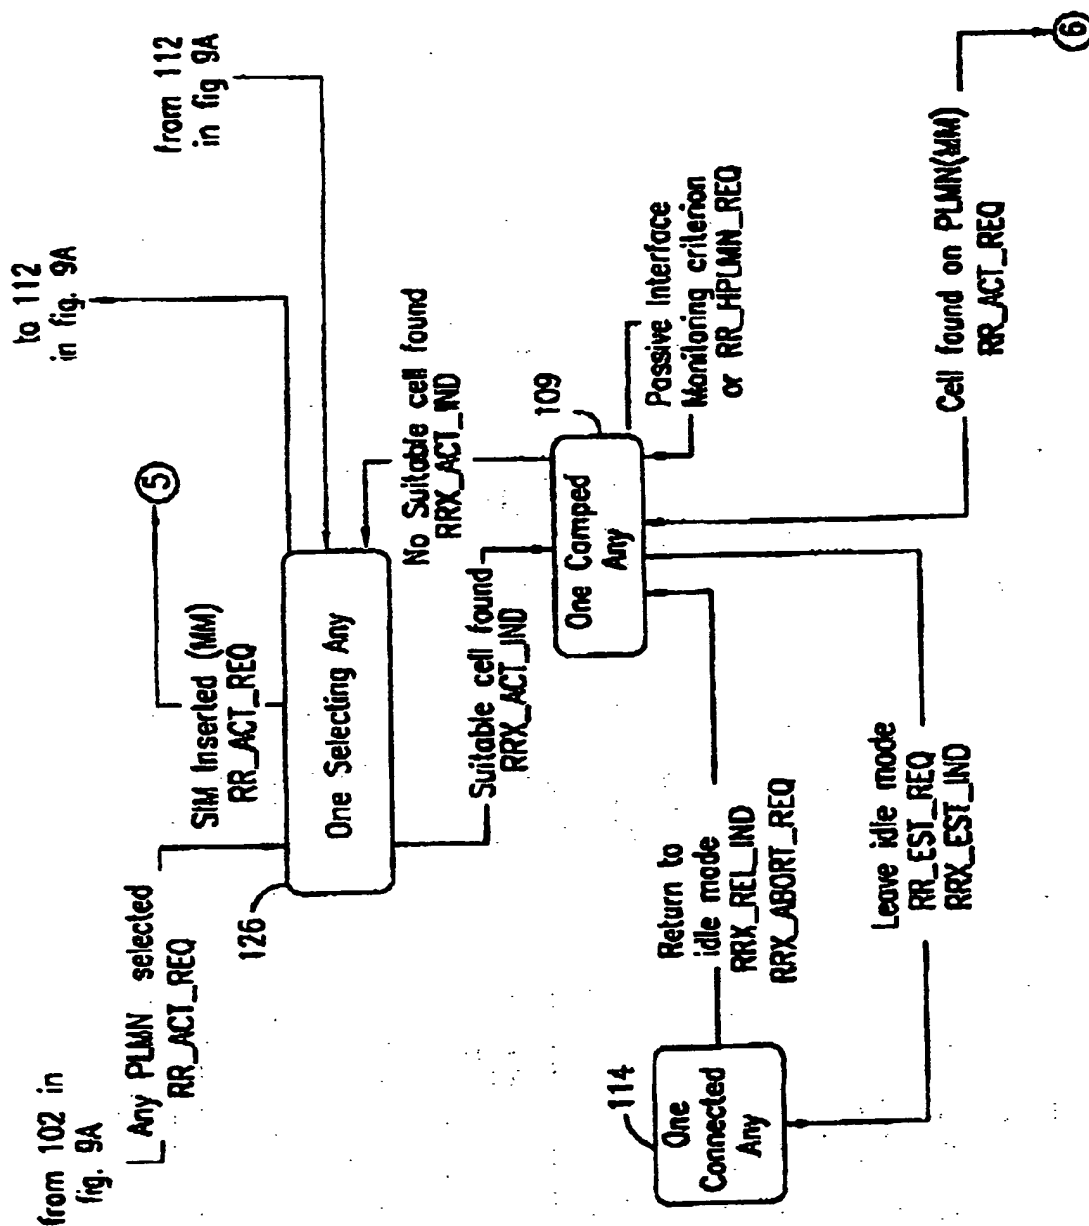 from 102 in
fig. 9A
Any PLMN selected
RR_ACT_REQ
SIM Inserted (MM)
RR_ACT_REQ
5
to 112
in fig. 9A
from 112
in fig 9A
126
One Selecting Any
Suitable cell found
RRX_ACT_IND
No Suitable cell found
RRX_ACT_IND
109
One Camped
Any
Passive Interface
Monitoring criterion
or RR_HPLMN_REQ
114
One
Connected
Any
Return to
idle mode
RRX_REL_IND
RRX_ABORT_REQ
Leave idle mode
RR_EST_REQ
RRX_EST_IND
Cell found on PLMN(MM)
RR_ACT_REQ
6